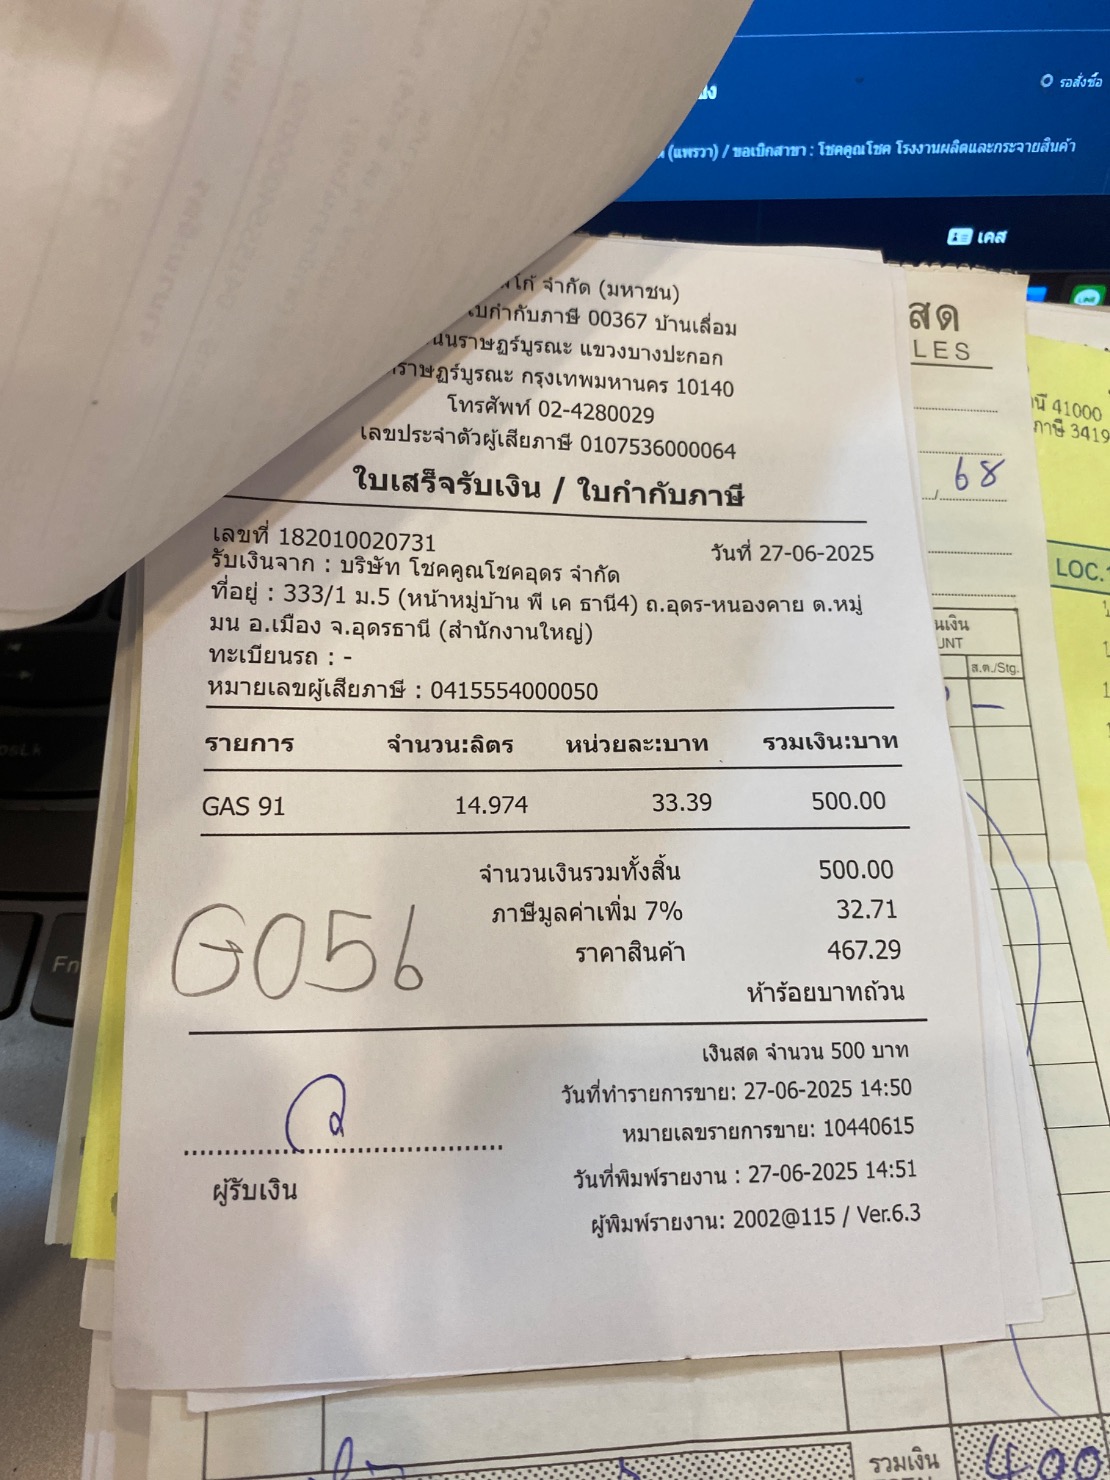 รอสั่งซื้อ
(แพรวา) / ขอเบิกสาขา : โชคคูณโชค โรงงานผลิตและกระจายสินค้า
เคส
จำกัด (มหาชน)
ใบกำกับภาษี 00367 บ้านเลื่อม
ราษฎร์บูรณะ แขวงบางปะกอก
ราษฎร์บูรณะ กรุงเทพมหานคร 10140
โทรศัพท์ 02-4280029
เลขประจำตัวผู้เสียภาษี 0107536000064
ใบเสร็จรับเงิน / ใบกำกับภาษี
เลขที่ 182010020731
วันที่ 27-06-2025
รับเงินจาก : บริษัท โชคคูณโชคอุดร จำกัด
ที่อยู่ : 333/1 ม.5 (หน้าหมู่บ้าน พี เค ธานี4) ถ.อุดร-หนองคาย ต.หมู่
มน อ.เมือง จ.อุดรธานี (สำนักงานใหญ่)
ทะเบียนรถ : -
หมายเลขผู้เสียภาษี : 0415554000050
รายการ จำนวน:ลิตร หน่วยละ:บาท รวมเงิน:บาท
GAS 91 14.974 33.39 500.00
จำนวนเงินรวมทั้งสิ้น 500.00
ภาษีมูลค่าเพิ่ม 7% 32.71
ราคาสินค้า 467.29
ห้าร้อยบาทถ้วน
G056
เงินสด จำนวน 500 บาท
วันที่ทำรายการขาย: 27-06-2025 14:50
หมายเลขรายการขาย: 10440615
วันที่พิมพ์รายงาน : 27-06-2025 14:51
ผู้พิมพ์รายงาน: 2002@115 / Ver.6.3
ผู้รับเงิน
สด
LES
68
ส.ต./Stg.
41000
3419
LOC.
รวมเงิน